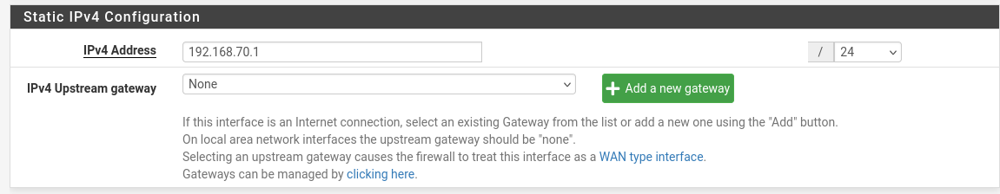 Static IPv4 Configuration
IPv4 Address 192.168.70.1 / 24
IPv4 Upstream gateway None Add a new gateway
If this interface is an Internet connection, select an existing Gateway from the list or add a new one using the "Add" button.
On local area network interfaces the upstream gateway should be "none".
Selecting an upstream gateway causes the firewall to treat this interface as a WAN type interface.
Gateways can be managed by clicking here.